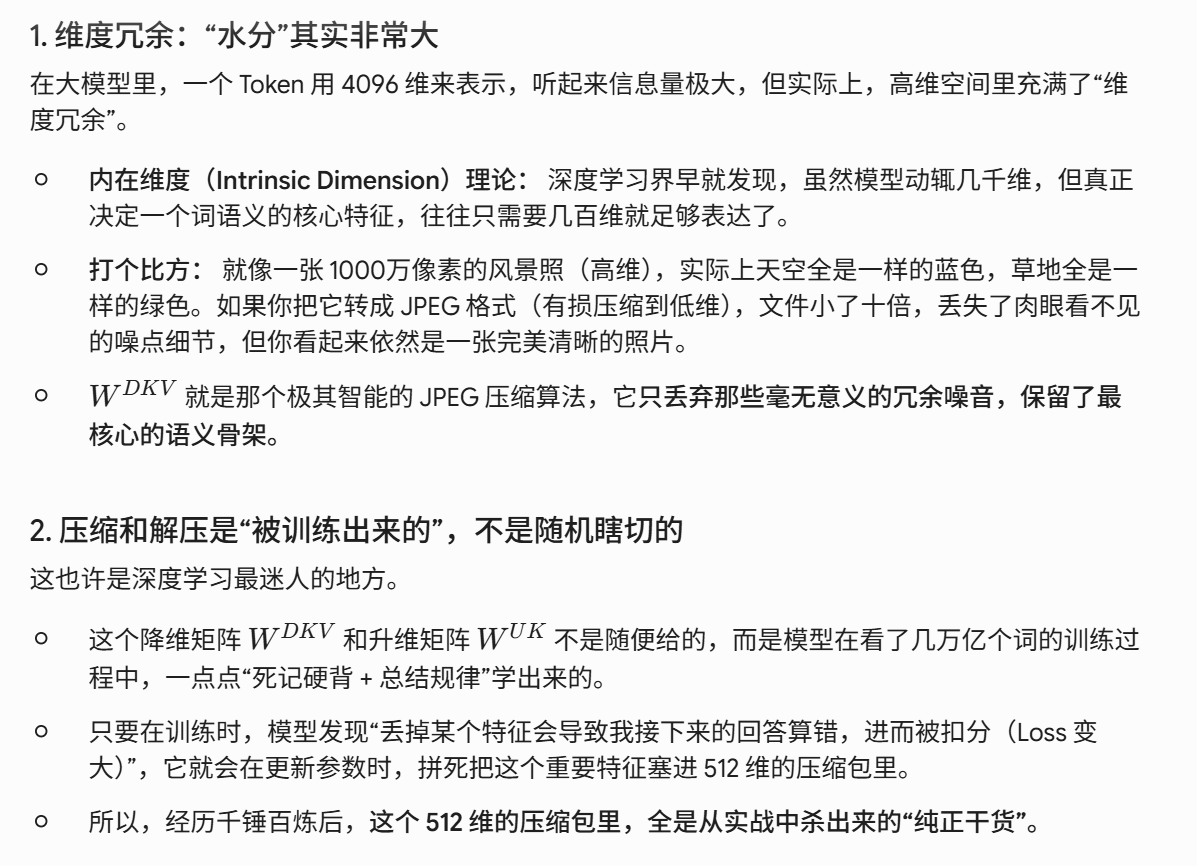 1. 维度冗余：“水分”其实非常大
在大模型里，一个 Token 用 4096 维来表示，听起来信息量极大，但实际上，高维空间里充满了“维
度冗余”。
内在维度（Intrinsic Dimension）理论： 深度学习界早就发现，虽然模型动辄几千维，但真正
决定一个词语义的核心特征，往往只需要几百维就足够表达了。
打个比方： 就像一张 1000万像素的风景照（高维），实际上天空全是一样的蓝色，草地全是一
样的绿色。如果你把它转成 JPEG 格式（有损压缩到低维），文件小了十倍，丢失了肉眼看不见
的噪点细节，但你看起来依然是一张完美清晰的照片。
W^{DKV} 就是那个极其智能的 JPEG 压缩算法，它只丢弃那些毫无意义的冗余噪音，保留了最
核心的语义骨架。
2. 压缩和解压是“被训练出来的”，不是随机瞎切的
这也许是深度学习最迷人的地方。
这个降维矩阵 W^{DKV} 和升维矩阵 W^{UK} 不是随便给的，而是模型在看了几万亿个词的训练过
程中，一点点“死记硬背 + 总结规律”学出来的。
只要在训练时，模型发现“丢掉某个特征会导致我接下来的回答算错，进而被扣分（Loss 变
大）”，它就会在更新参数时，拼死把这个重要特征塞进 512 维的压缩包里。
所以，经历千锤百炼后，这个 512 维的压缩包里，全是从实战中杀出来的“纯正干货”。